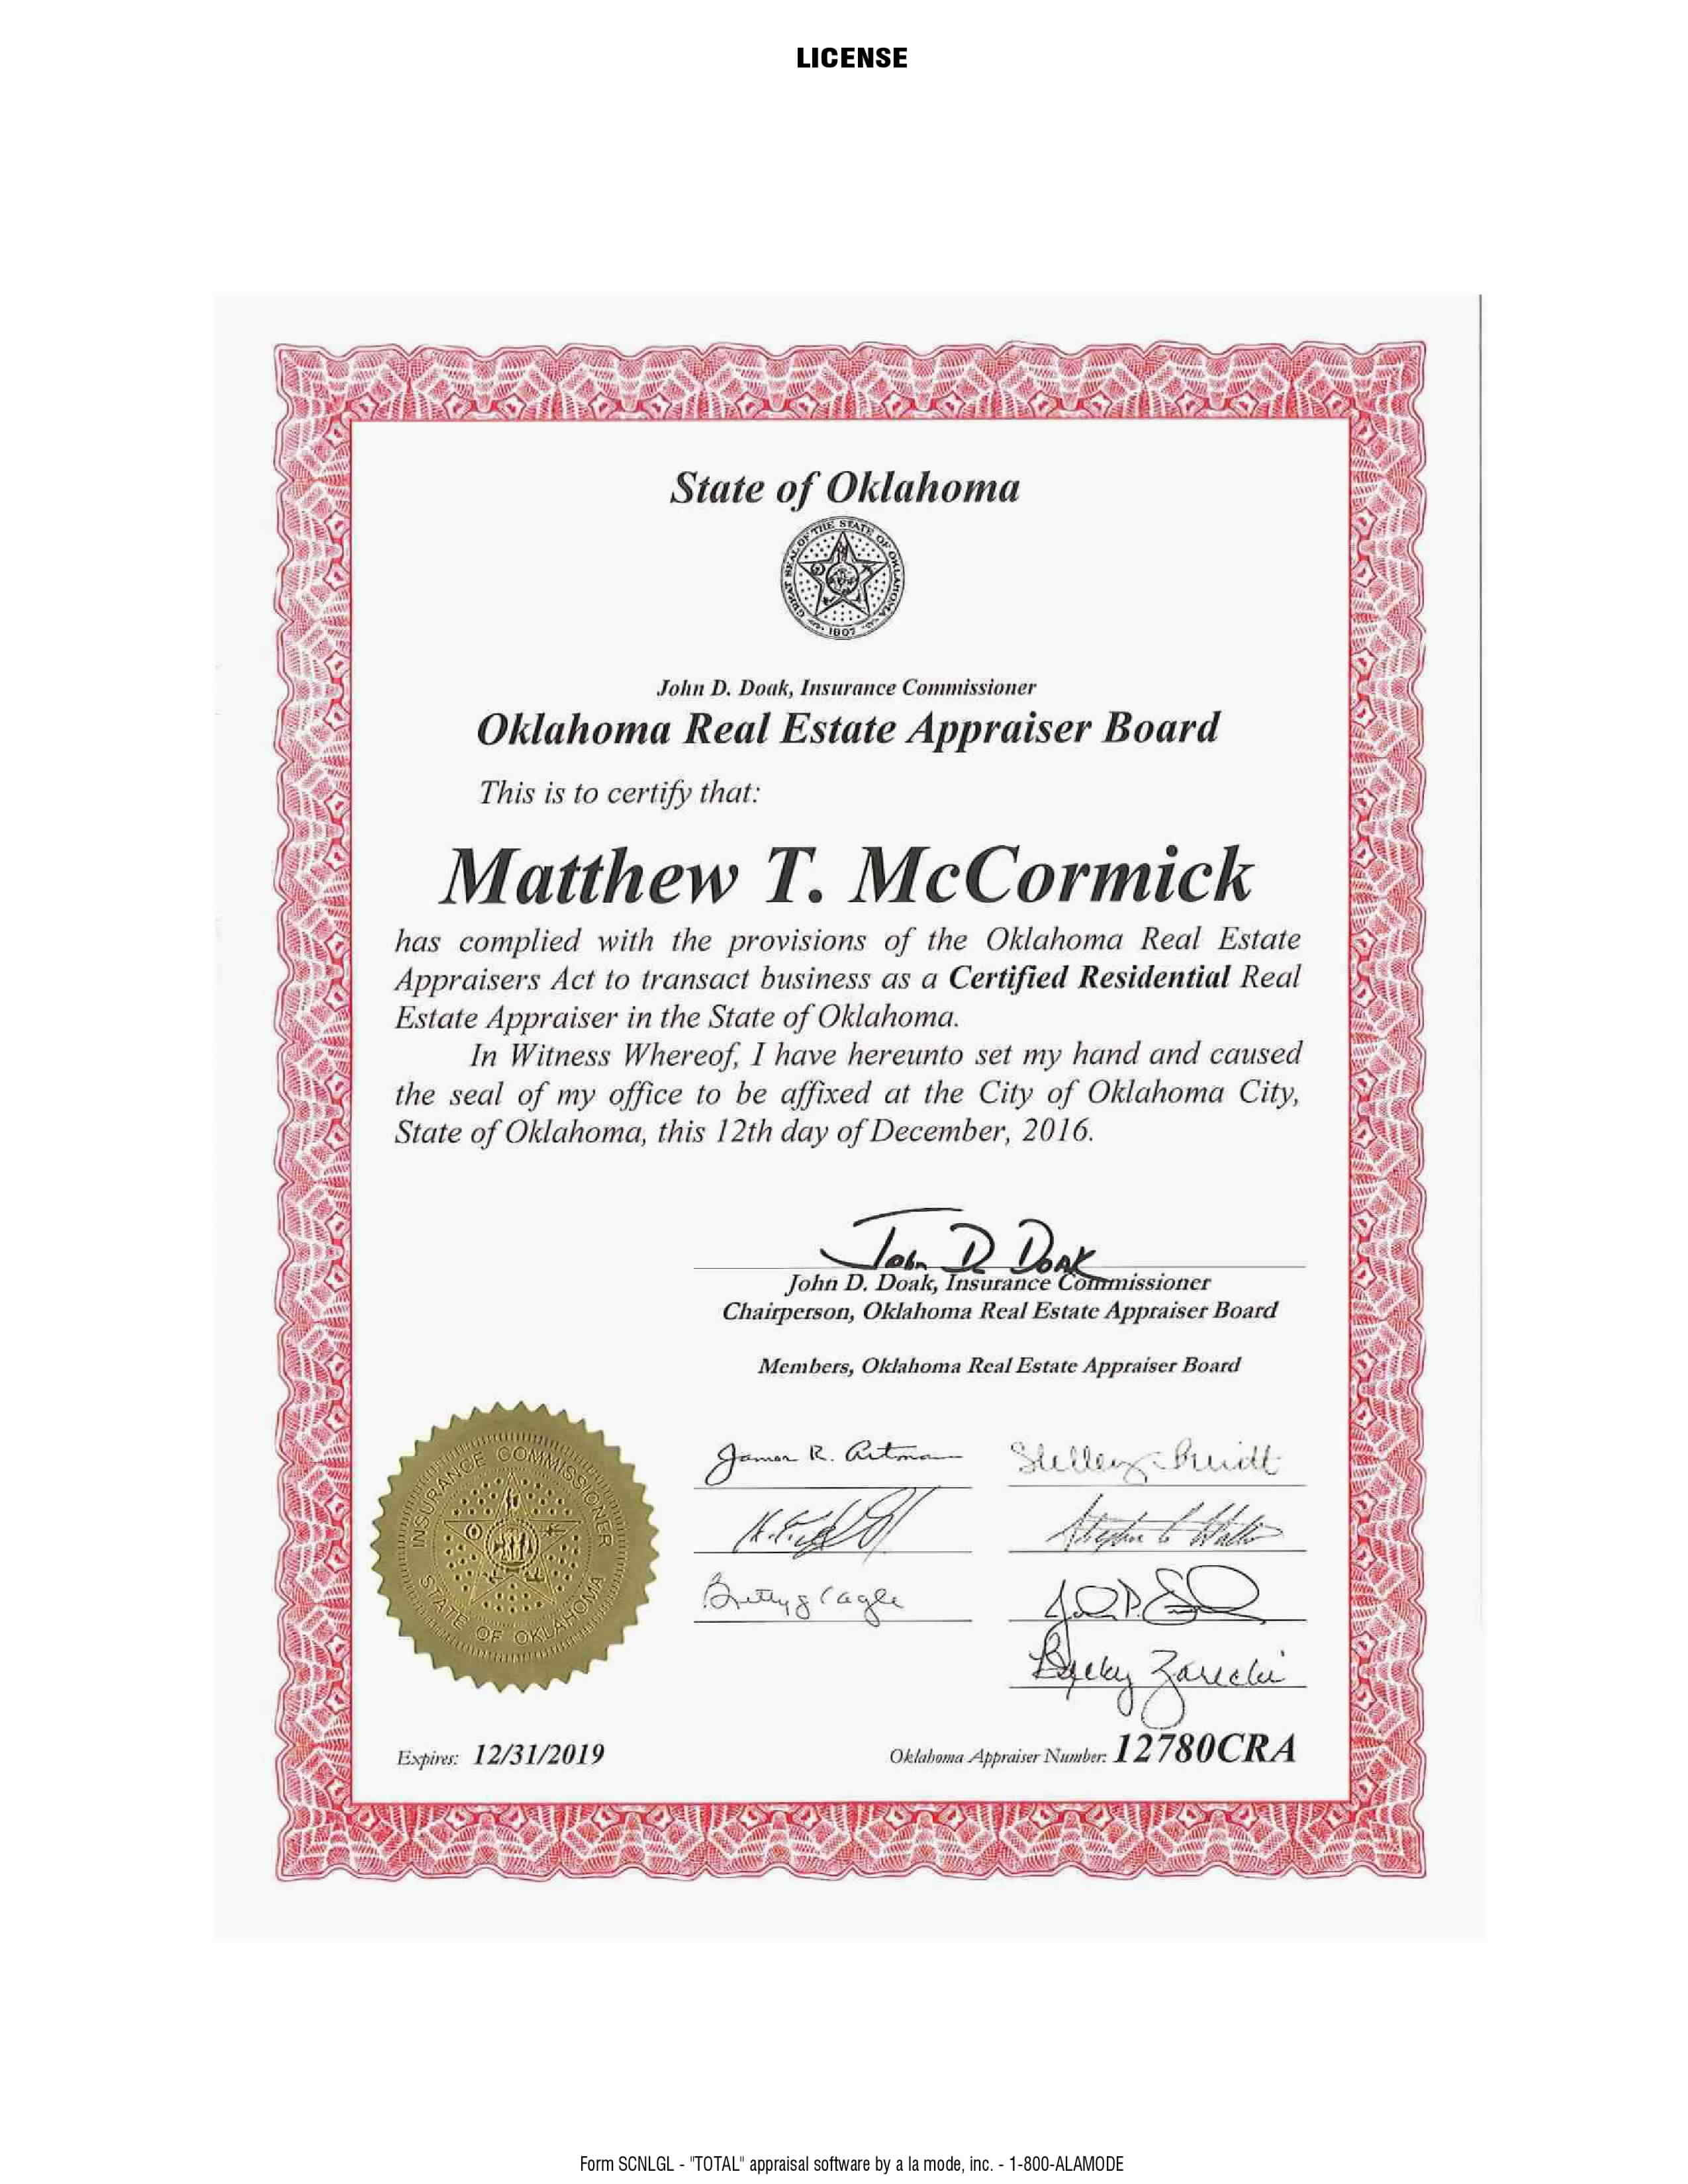 LICENSE
State of Oklahoma
GREAT SEAL OF THE STATE OF OKLAHOMA
1907
John D. Doak, Insurance Commissioner
Oklahoma Real Estate Appraiser Board
This is to certify that:
Matthew T. McCormick
has complied with the provisions of the Oklahoma Real Estate
Appraisers Act to transact business as a Certified Residential Real
Estate Appraiser in the State of Oklahoma.
In Witness Whereof, I have hereunto set my hand and caused
the seal of my office to be affixed at the City of Oklahoma City,
State of Oklahoma, this 12th day of December, 2016.
John D Doak
John D. Doak, Insurance Commissioner
Chairperson, Oklahoma Real Estate Appraiser Board
Members, Oklahoma Real Estate Appraiser Board
James R. Artman
Shelley Pruitt
Betty J Cagle
Becky Zarecki
INSURANCE COMMISSIONER
STATE OF OKLAHOMA
Expires: 12/31/2019
Oklahoma Appraiser Number: 12780CRA
Form SCNLGL - "TOTAL" appraisal software by a la mode, inc. - 1-800-ALAMODE